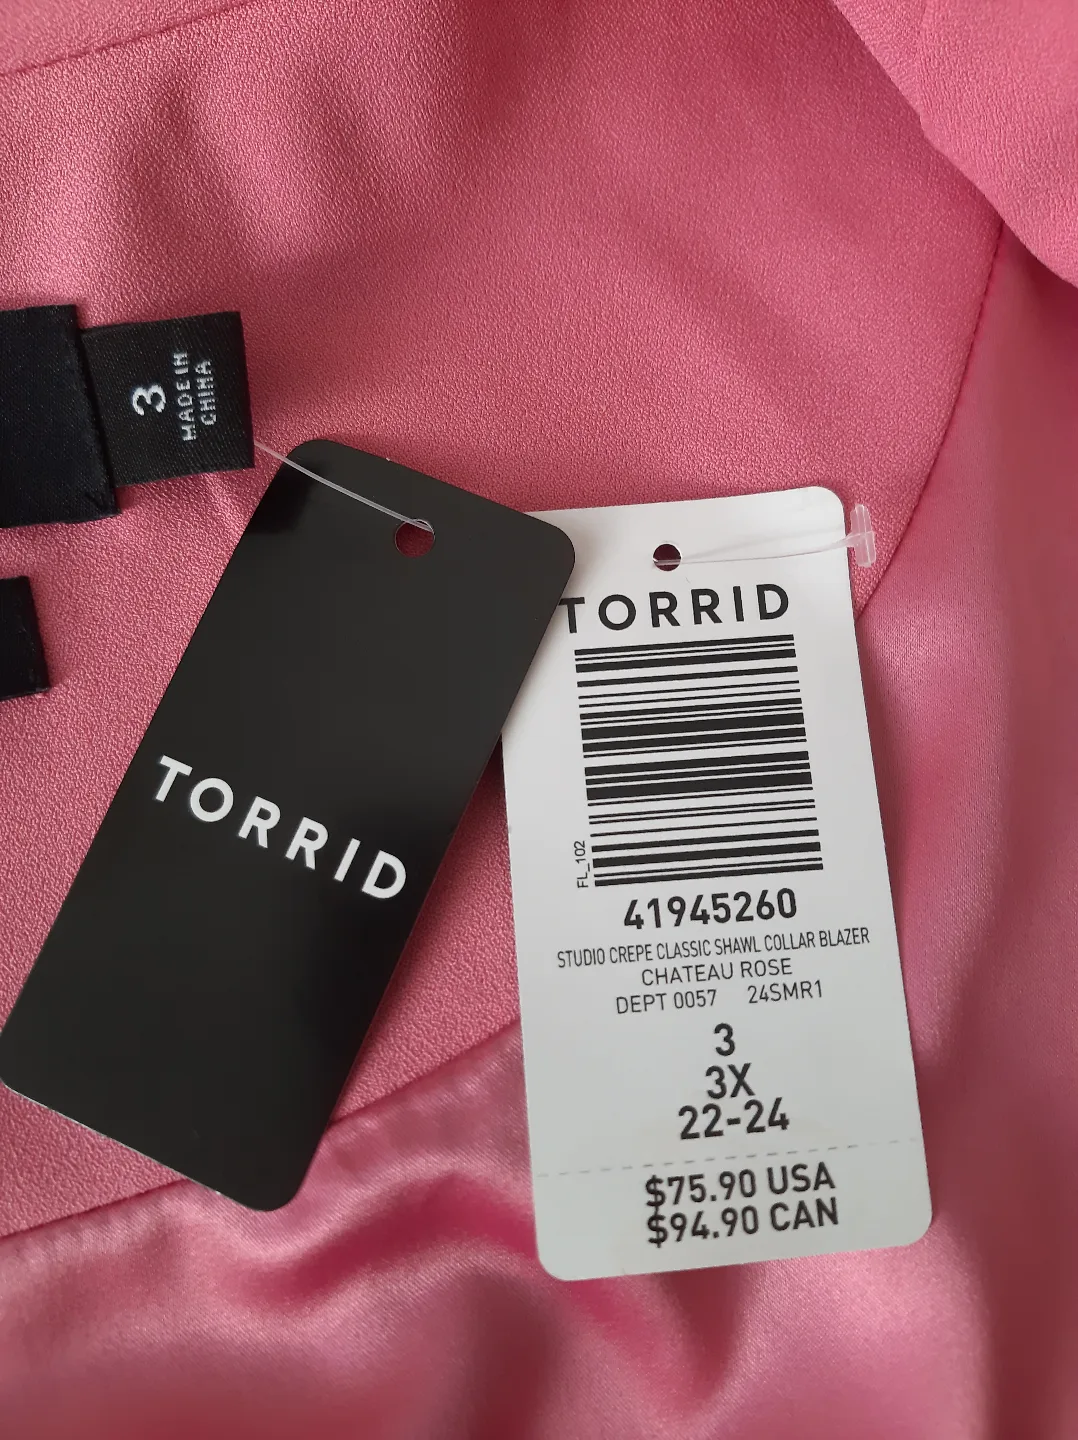 3
MADE IN
CHINA
TORRID
TORRID
FL_102
41945260
STUDIO CREPE CLASSIC SHAWL COLLAR BLAZER
CHATEAU ROSE
DEPT 0057 24SMR1
3
3X
22-24
$75.90 USA
$94.90 CAN